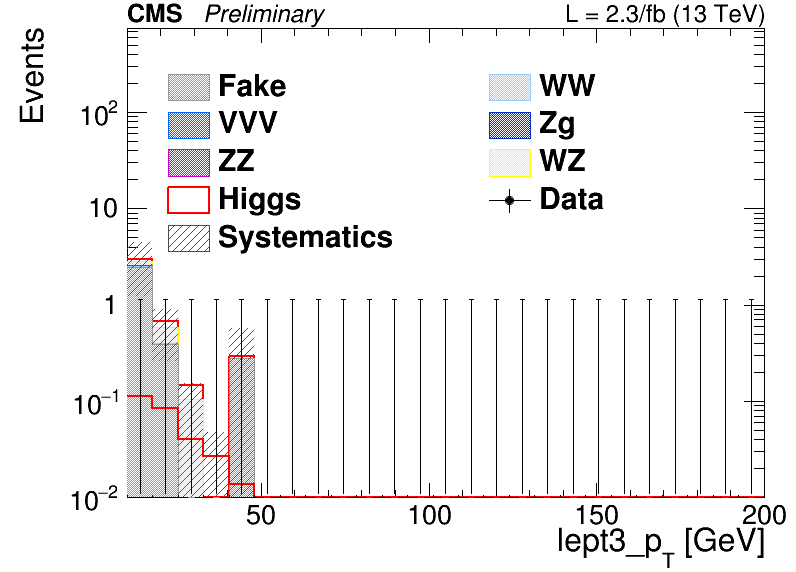 CMS Preliminary L = 2.3/fb (13 TeV)
Events
Fake WW
VVV Zg
ZZ WZ
Higgs Data
Systematics
10²
10
1
10⁻¹
10⁻²
50 100 150 200
lept3_p_T [GeV]